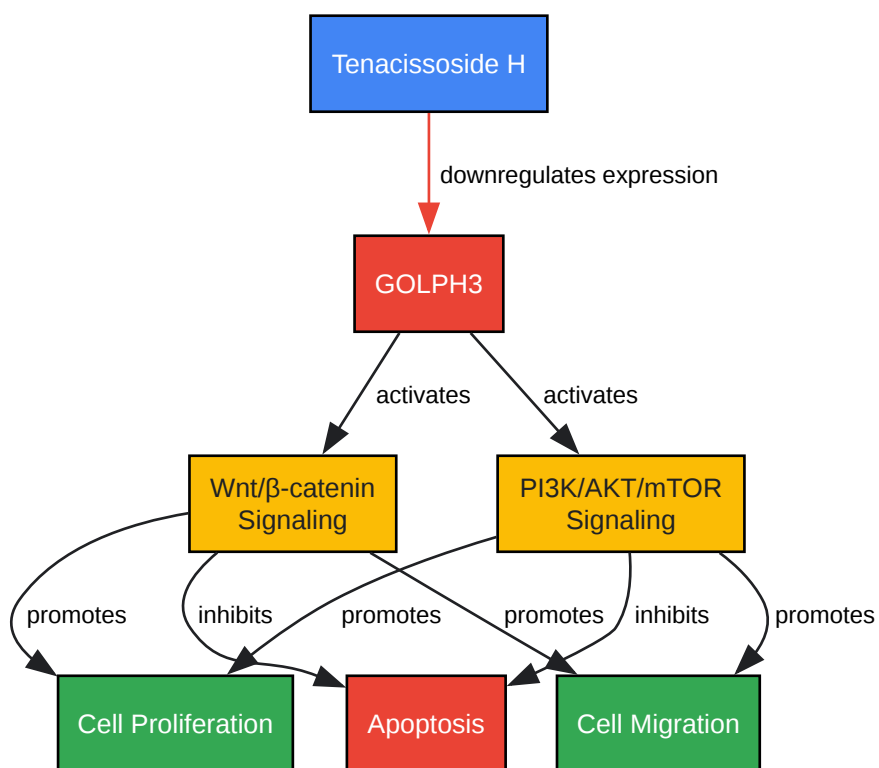 Tenacissoside H
downregulates expression
GOLPH3
activates
activates
Wnt/β-catenin
Signaling
PI3K/AKT/mTOR
Signaling
promotes
inhibits
promotes
promotes
inhibits
promotes
Cell Proliferation
Apoptosis
Cell Migration